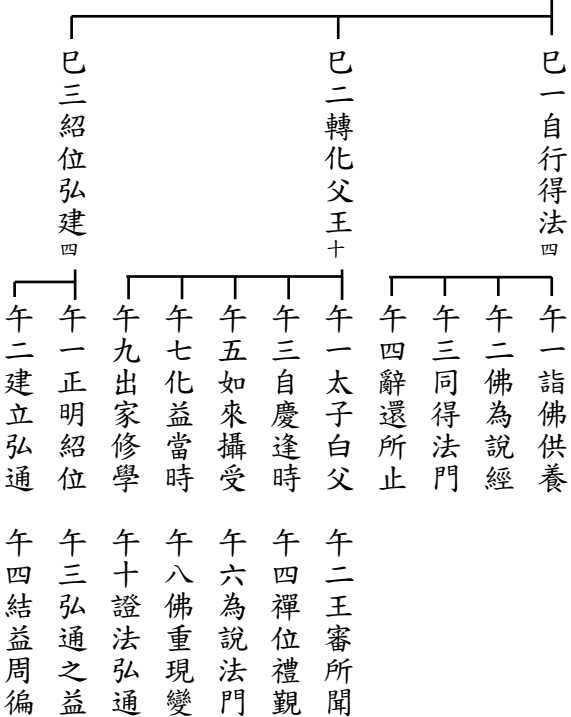 巳一自行得法四
巳二轉化父王十
巳三紹位弘建四
午一詣佛供養
午二佛為說經
午三同得法門
午四辭還所止
午一太子白父
午二王審所聞
午三自慶逢時
午四禪位禮覲
午五如來攝受
午六為說法門
午七化益當時
午八佛重現變
午九出家修學
午十證法弘通
午一正明紹位
午三弘通之益
午二建立弘通
午四結益周徧